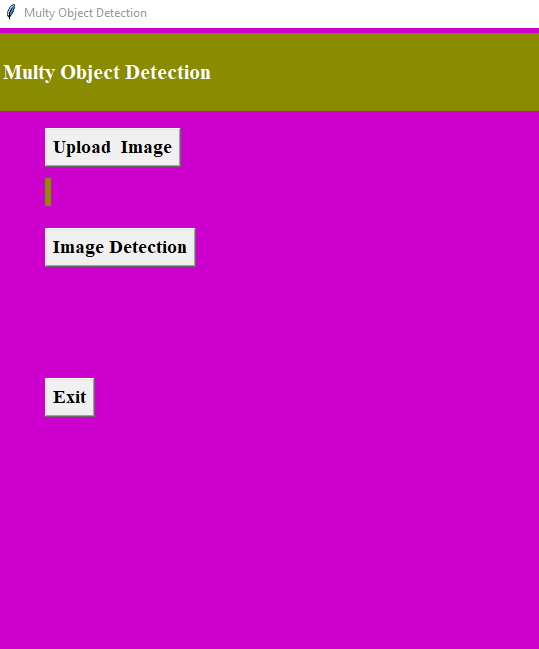 Multy Object Detection
Multy Object Detection
Upload  Image
Image Detection
Exit